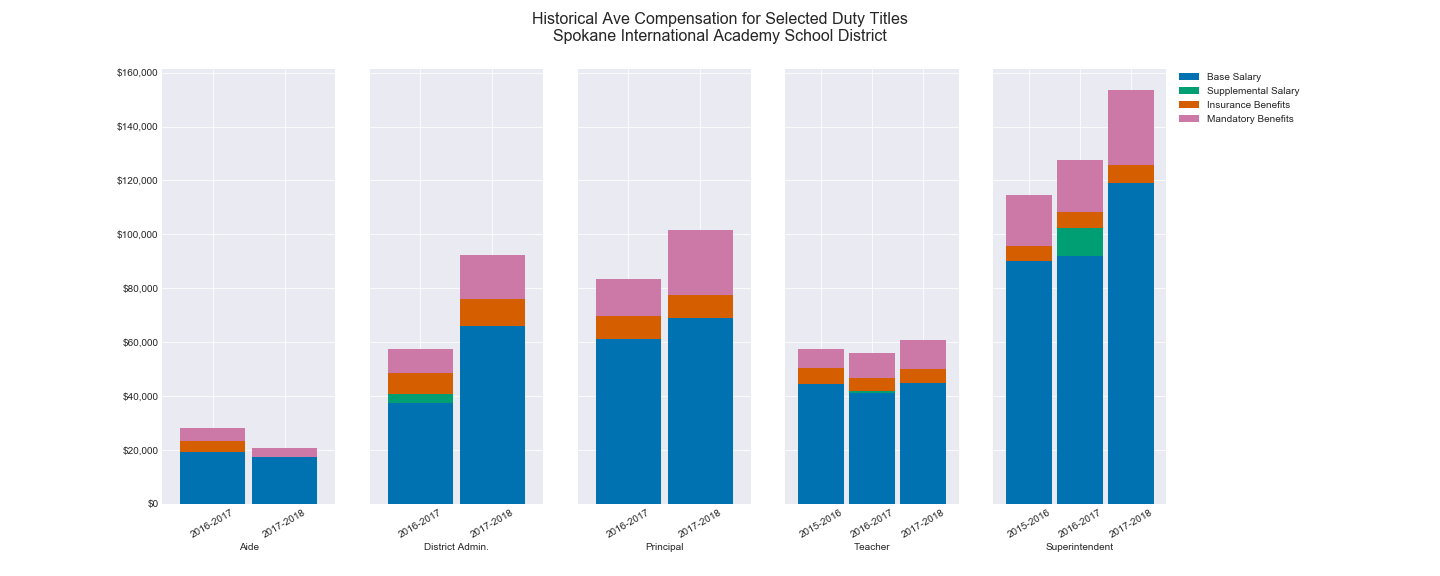 Historical Ave Compensation for Selected Duty Titles
Spokane International Academy School District
$160,000
$140,000
$120,000
$100,000
$80,000
$60,000
$40,000
$20,000
$0
2016-2017
2017-2018
Aide
2016-2017
2017-2018
District Admin.
2016-2017
2017-2018
Principal
2015-2016
2016-2017
2017-2018
Teacher
2015-2016
2016-2017
2017-2018
Superintendent
Base Salary
Supplemental Salary
Insurance Benefits
Mandatory Benefits